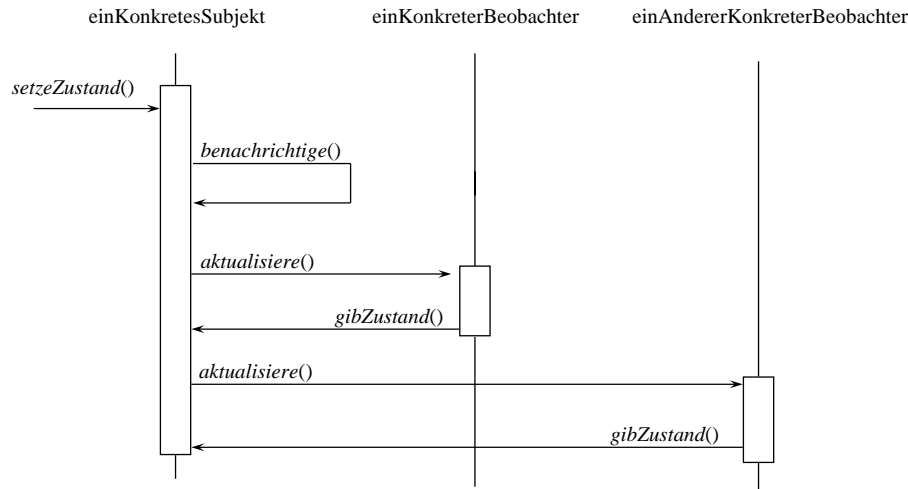 einKonkretesSubjekt einKonkreterBeobachter einAndererKonkreterBeobachter
setzeZustand()
benachrichtige()
aktualisiere()
gibZustand()
aktualisiere()
gibZustand()